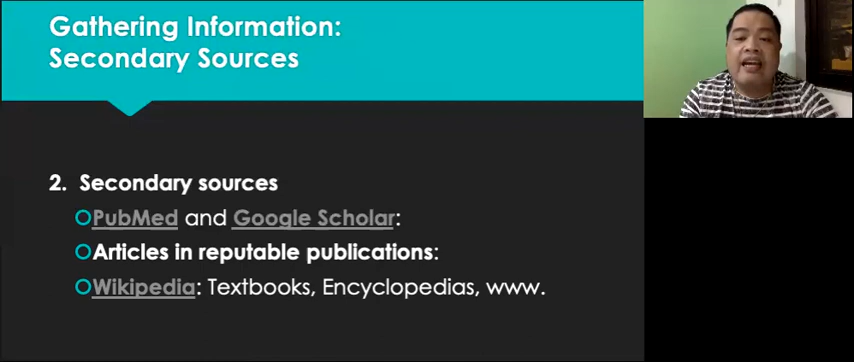 Gathering Information:
Secondary Sources
2. Secondary sources
PubMed and Google Scholar:
Articles in reputable publications:
Wikipedia: Textbooks, Encyclopedias, www.